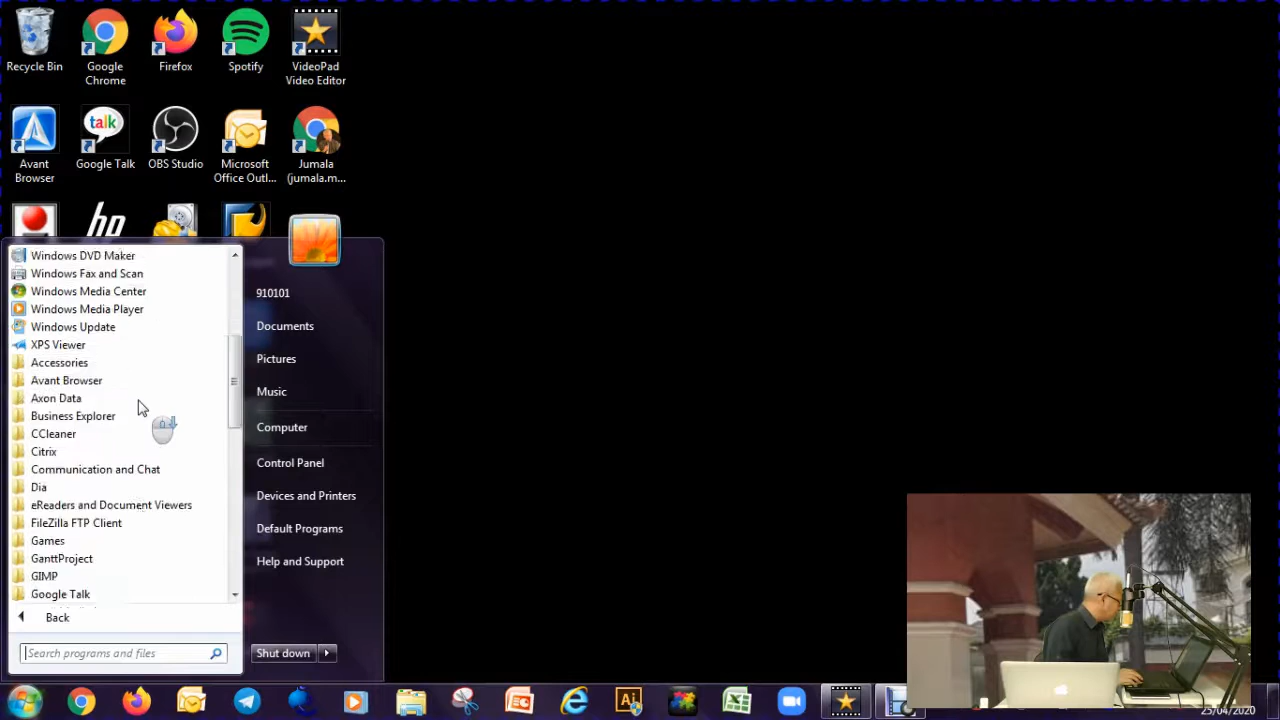 Recycle Bin
Google
Chrome
Firefox
Spotify
VideoPad
Video Editor
talk
Avant
Browser
Google Talk
OBS Studio
Microsoft
Office Outl...
Jumala
(jumala.m...
hp
Windows DVD Maker
Windows Fax and Scan
Windows Media Center
Windows Media Player
Windows Update
XPS Viewer
Accessories
Avant Browser
Axon Data
Business Explorer
CCleaner
Citrix
Communication and Chat
Dia
eReaders and Document Viewers
FileZilla FTP Client
Games
GanttProject
GIMP
Google Talk
Back
Search programs and files
910101
Documents
Pictures
Music
Computer
Control Panel
Devices and Printers
Default Programs
Help and Support
Shut down
Ai
25/04/2020